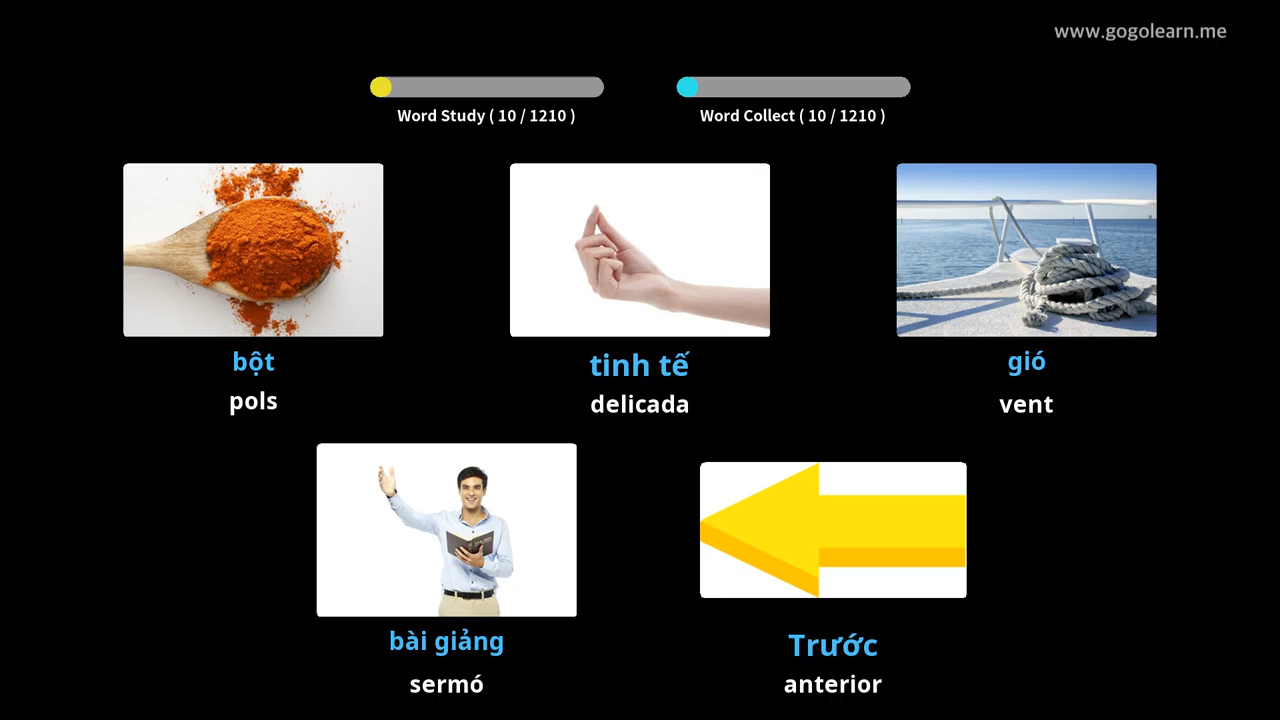 www.gogolearn.me
Word Study ( 10 / 1210 )
Word Collect ( 10 / 1210 )
bột
pols
tinh tế
delicada
gió
vent
bài giảng
sermó
Trước
anterior